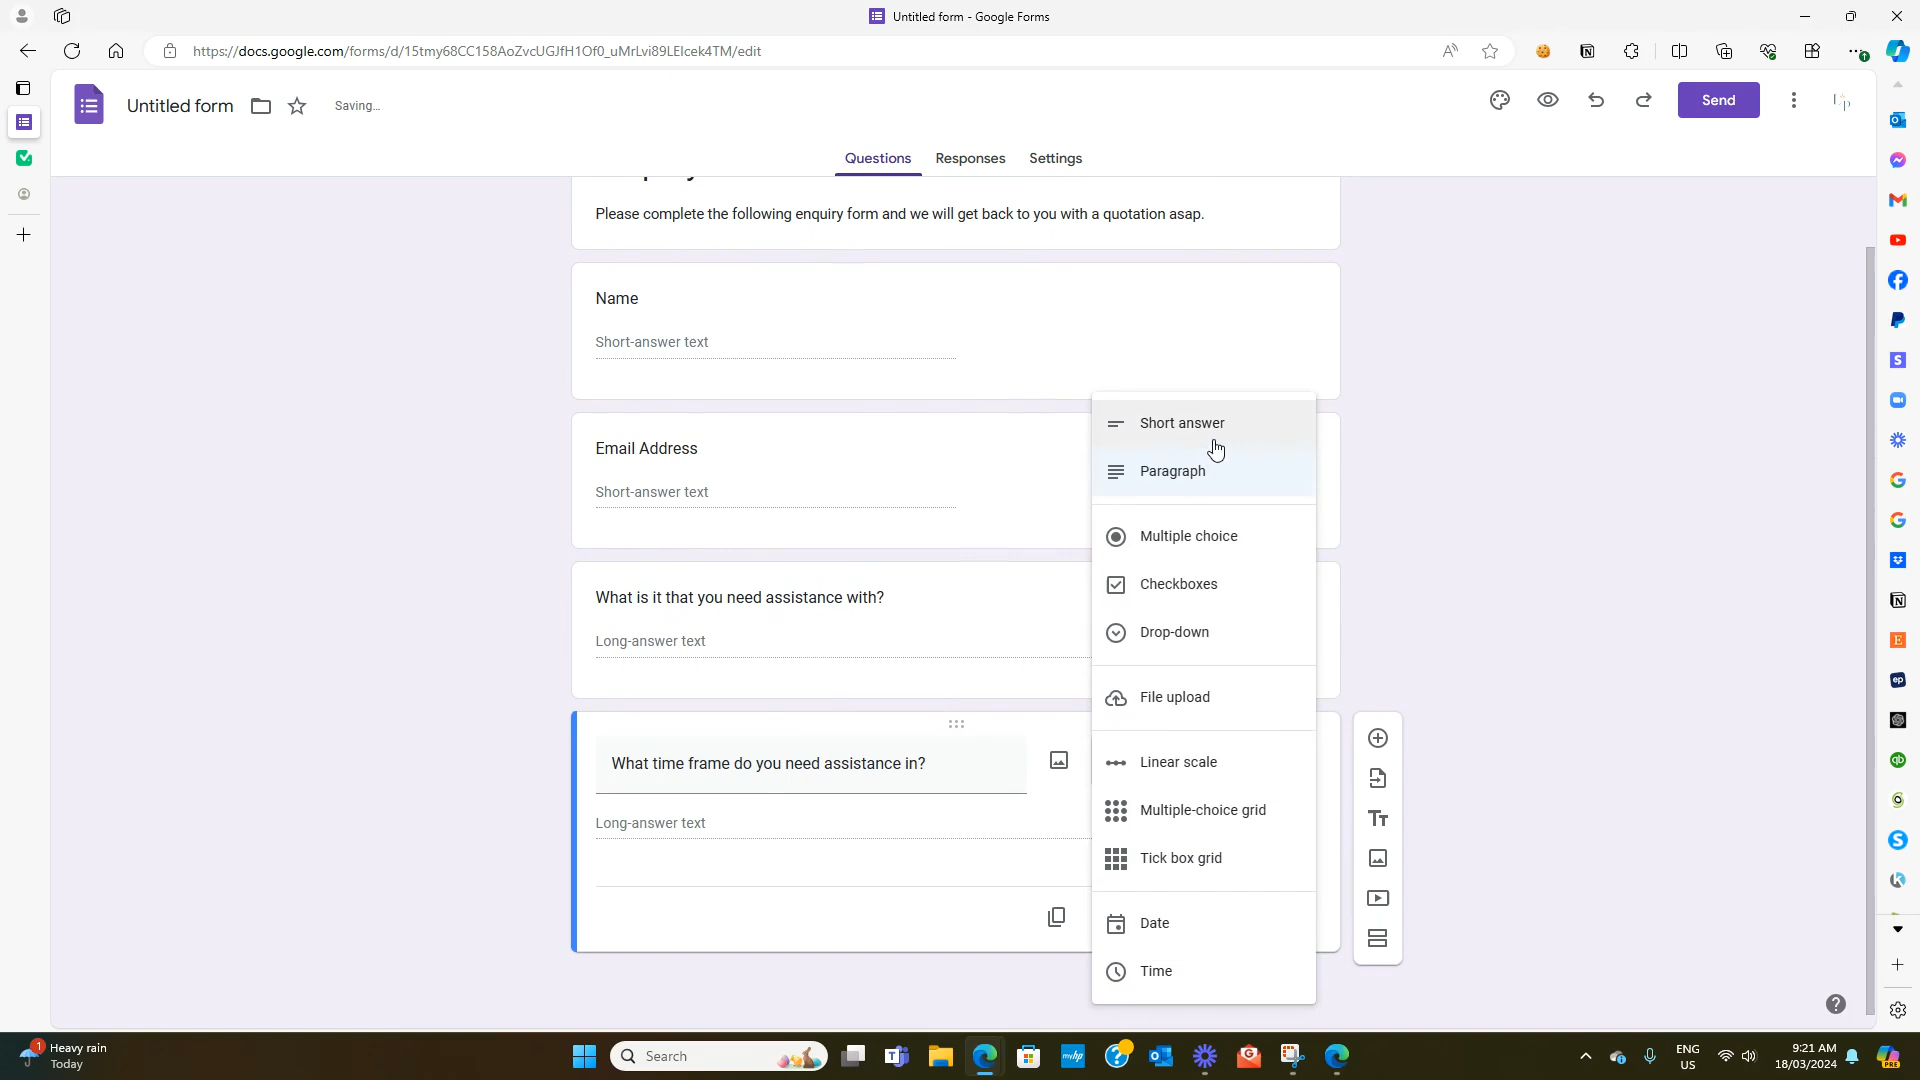 Untitled form - Google Forms
https://docs.google.com/forms/d/15tmy68CC158AoZvcUGJfH1Of0_uMrLvi89LEIcek4TM/edit
Untitled form
Saving...
Send
Questions
Responses
Settings
Please complete the following enquiry form and we will get back to you with a quotation asap.
Name
Short-answer text
Email Address
Short-answer text
What is it that you need assistance with?
Long-answer text
What time frame do you need assistance in?
Long-answer text
Short answer
Paragraph
Multiple choice
Checkboxes
Drop-down
File upload
Linear scale
Multiple-choice grid
Tick box grid
Date
Time
1
Heavy rain
Today
Search
ENG
US
9:21 AM
18/03/2024